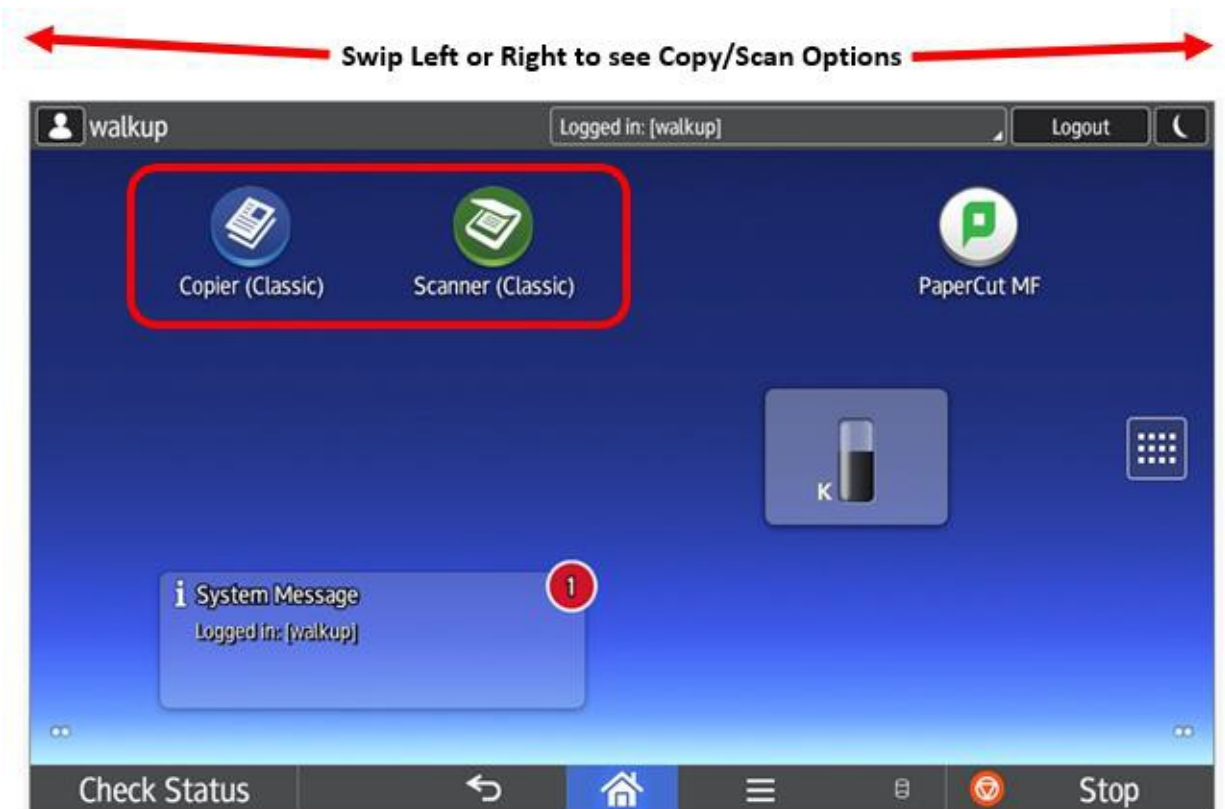 Swip Left or Right to see Copy/Scan Options
walkup
Logged in: [walkup]
Logout
Copier (Classic)
Scanner (Classic)
PaperCut MF
K
System Message
1
Logged in: [walkup]
Check Status
Stop